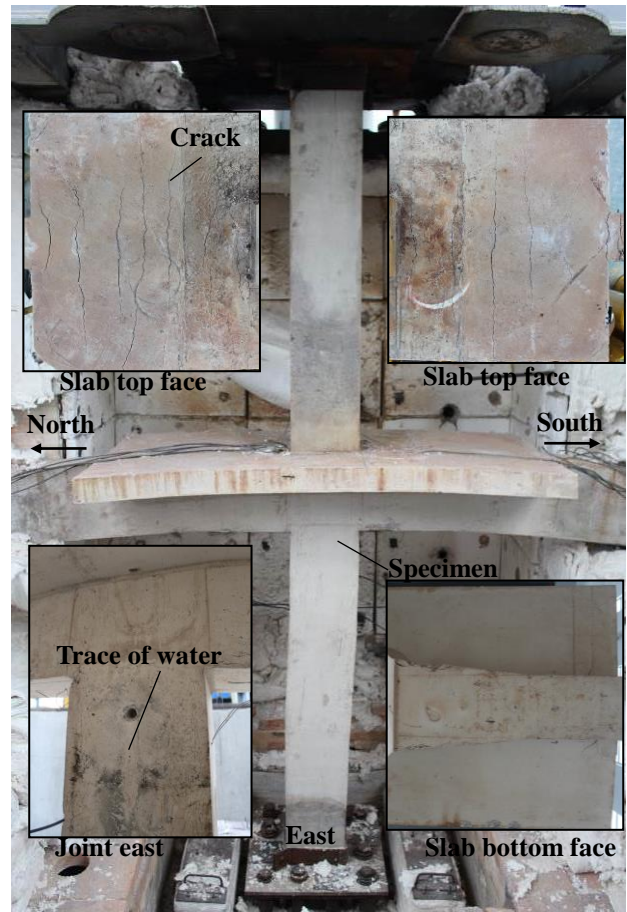 Crack
Slab top face
Slab top face
North
South
Specimen
Trace of water
Joint east
East
Slab bottom face